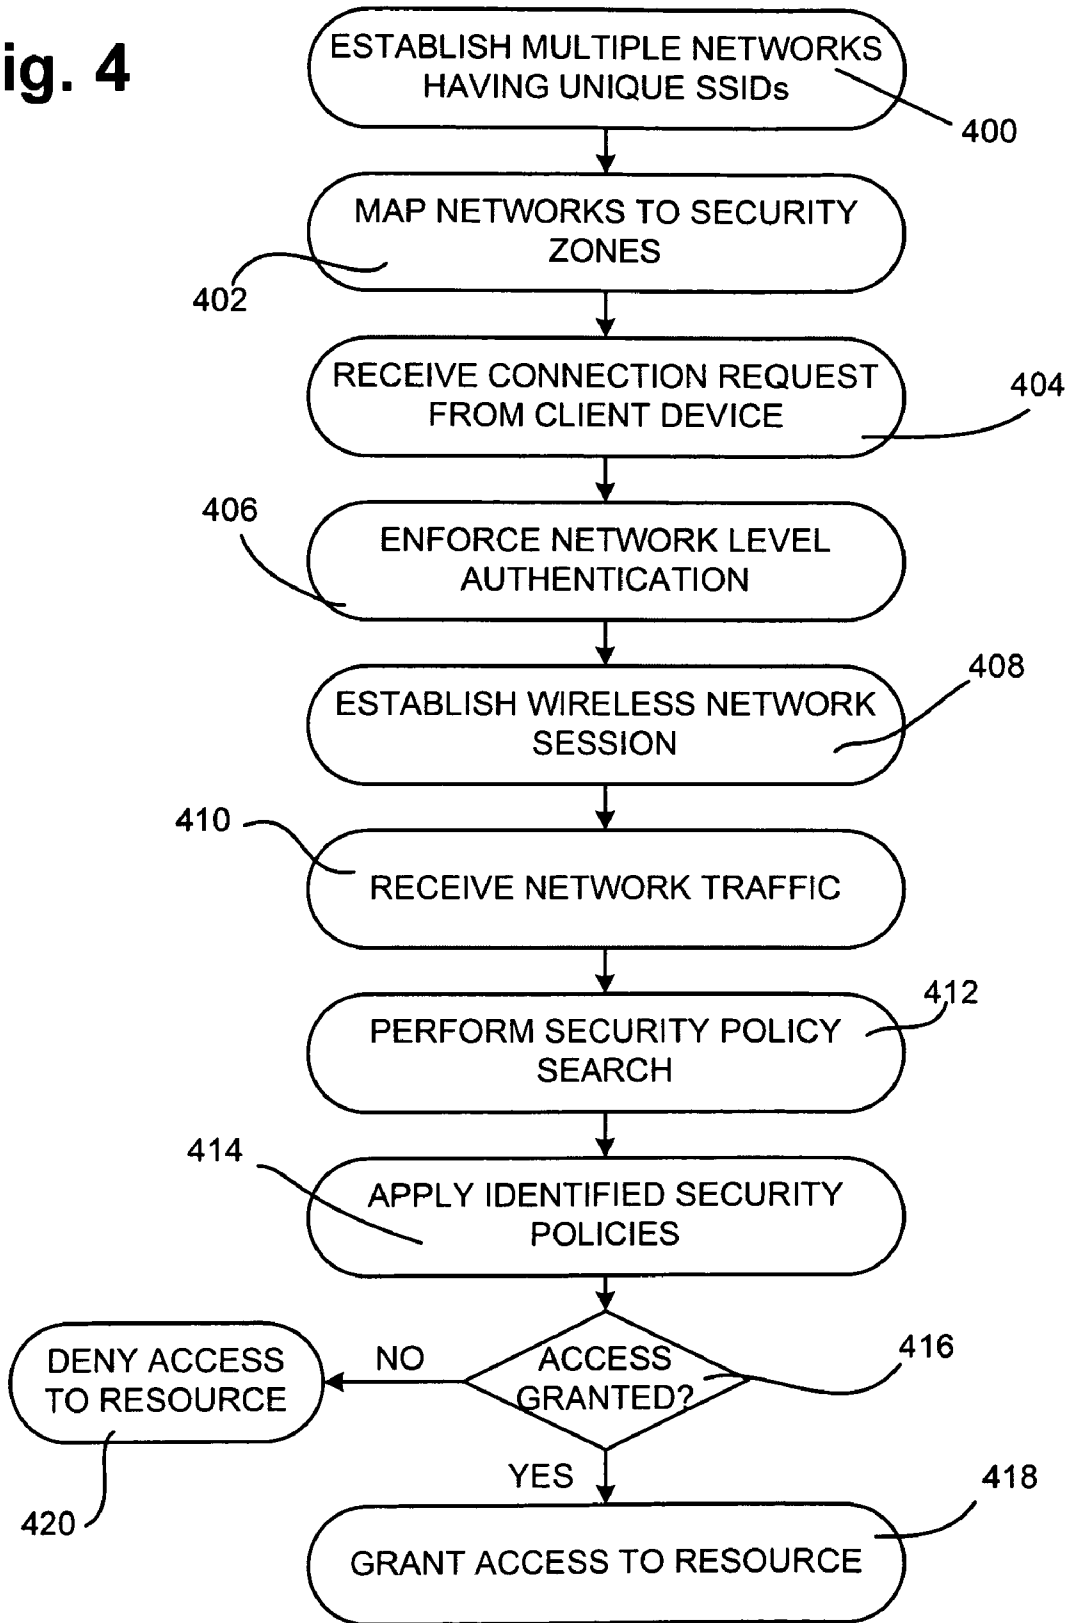 ig. 4
ESTABLISH MULTIPLE NETWORKS
HAVING UNIQUE SSIDs
400
MAP NETWORKS TO SECURITY
ZONES
402
RECEIVE CONNECTION REQUEST
FROM CLIENT DEVICE
404
406
ENFORCE NETWORK LEVEL
AUTHENTICATION
408
ESTABLISH WIRELESS NETWORK
SESSION
410
RECEIVE NETWORK TRAFFIC
412
PERFORM SECURITY POLICY
SEARCH
414
APPLY IDENTIFIED SECURITY
POLICIES
416
ACCESS
GRANTED?
NO
DENY ACCESS
TO RESOURCE
420
YES
418
GRANT ACCESS TO RESOURCE